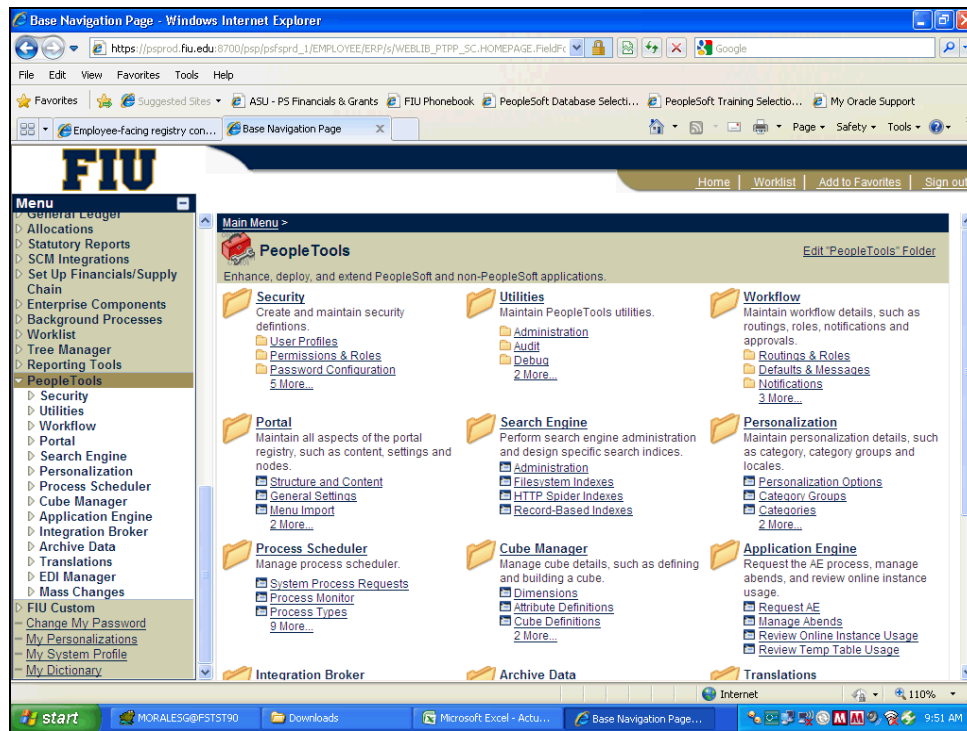 Base Navigation Page - Windows Internet Explorer
https://psprod.fiu.edu:8700/psp/psfsprd_1/EMPLOYEE/ERP/s/WEBLIB_PTPP_SC.HOMEPAGE.FieldFc
Google
File Edit View Favorites Tools Help
Favorites Suggested Sites ASU - PS Financials & Grants FIU Phonebook PeopleSoft Database Selecti... PeopleSoft Training Selectio... My Oracle Support
Employee-facing registry con... Base Navigation Page X Page Safety Tools
FIU
Home | Worklist | Add to Favorites | Sign out
Menu
General Ledger
Allocations
Statutory Reports
SCM Integrations
Set Up Financials/Supply
Chain
Enterprise Components
Background Processes
Worklist
Tree Manager
Reporting Tools
PeopleTools
Security
Utilities
Workflow
Portal
Search Engine
Personalization
Process Scheduler
Cube Manager
Application Engine
Integration Broker
Archive Data
Translations
EDI Manager
Mass Changes
FIU Custom
Change My Password
My Personalizations
My System Profile
My Dictionary
Main Menu >
PeopleTools
Edit "PeopleTools" Folder
Enhance, deploy, and extend PeopleSoft and non-PeopleSoft applications.
Security
Create and maintain security
defintions.
User Profiles
Permissions & Roles
Password Configuration
5 More...
Utilities
Maintain PeopleTools utilities.
Administration
Audit
Debug
2 More...
Workflow
Maintain workflow details, such as
routings, roles, notifications and
approvals.
Routings & Roles
Defaults & Messages
Notifications
3 More...
Portal
Maintain all aspects of the portal
registry, such as content, settings and
nodes.
Structure and Content
General Settings
Menu Import
2 More...
Search Engine
Perform search engine administration
and design specific search indices.
Administration
Filesystem Indexes
HTTP Spider Indexes
Record-Based Indexes
Personalization
Maintain personalization details, such
as category, category groups and
locales.
Personalization Options
Category Groups
Categories
2 More...
Process Scheduler
Manage process scheduler.
System Process Requests
Process Monitor
Process Types
9 More...
Cube Manager
Manage cube details, such as defining
and building a cube.
Dimensions
Attribute Definitions
Cube Definitions
2 More...
Application Engine
Request the AE process, manage
abends, and review online instance
usage.
Request AE
Manage Abends
Review Online Instance Usage
Review Temp Table Usage
Integration Broker
Archive Data
Translations
Internet
110%
start
MORALESG@FSTST90
Downloads
Microsoft Excel - Actu...
Base Navigation Page...
9:51 AM